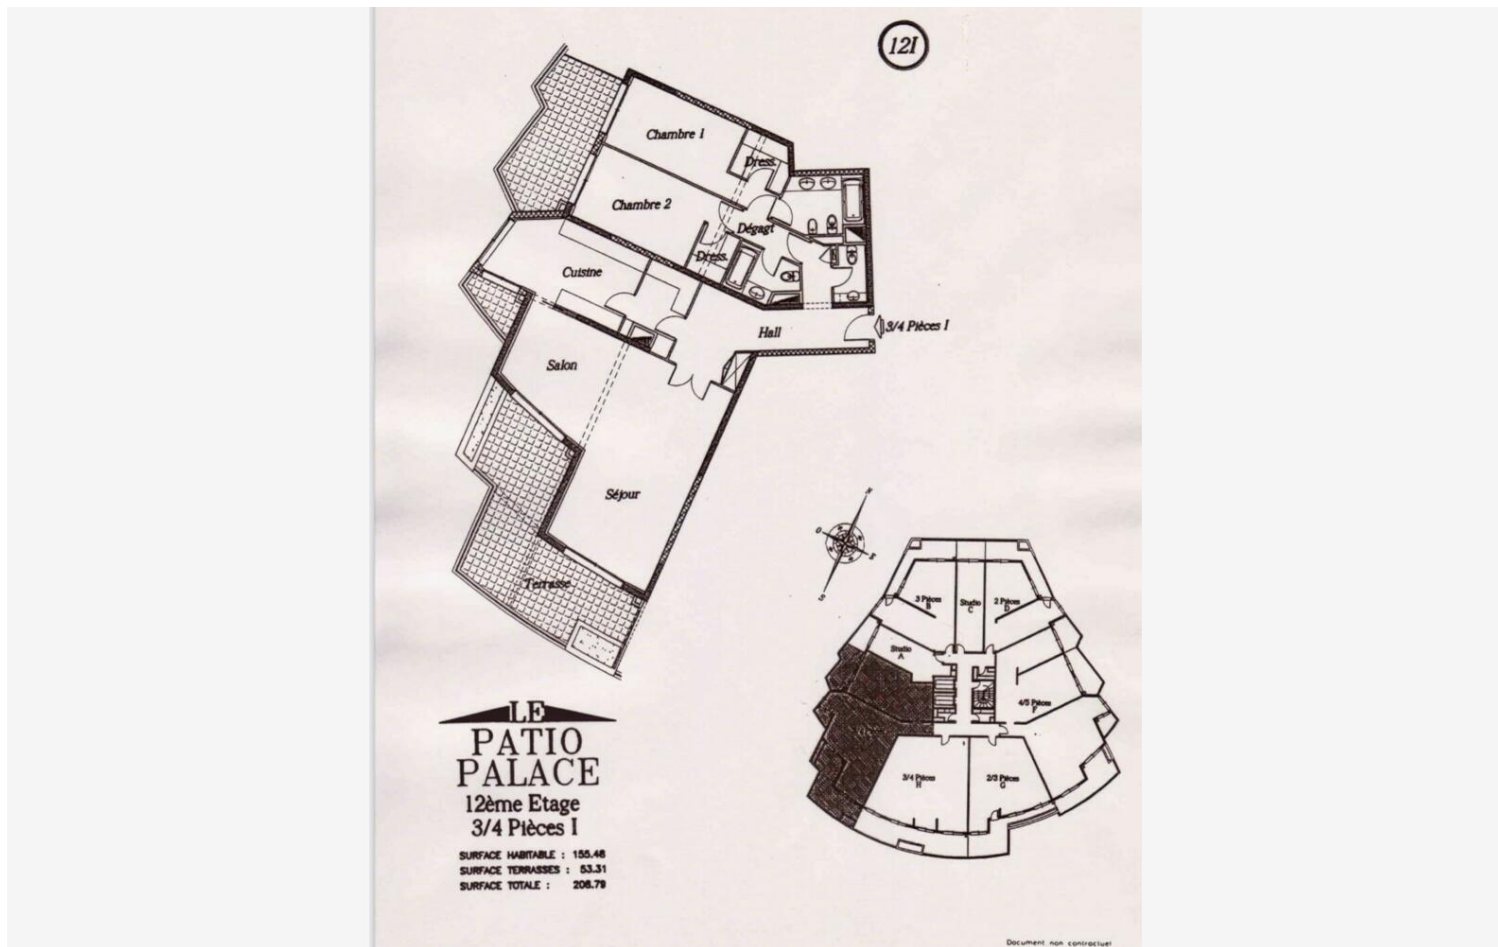 12I
Chambre 1
Dress.
Chambre 2
Dégagt
Dress.
Cuisine
Hall
3/4 Pièces I
Salon
Séjour
Terrasse
N
O
S
3 Pièces
B
Studio
C
2 Pièces
D
Studio
A
4/5 Pièces
F
3/4 Pièces
H
2/3 Pièces
G
LE
PATIO
PALACE
12ème Etage
3/4 Pièces I
SURFACE HABITABLE : 155.48
SURFACE TERRASSES : 53.31
SURFACE TOTALE : 208.79
Document non contractuel